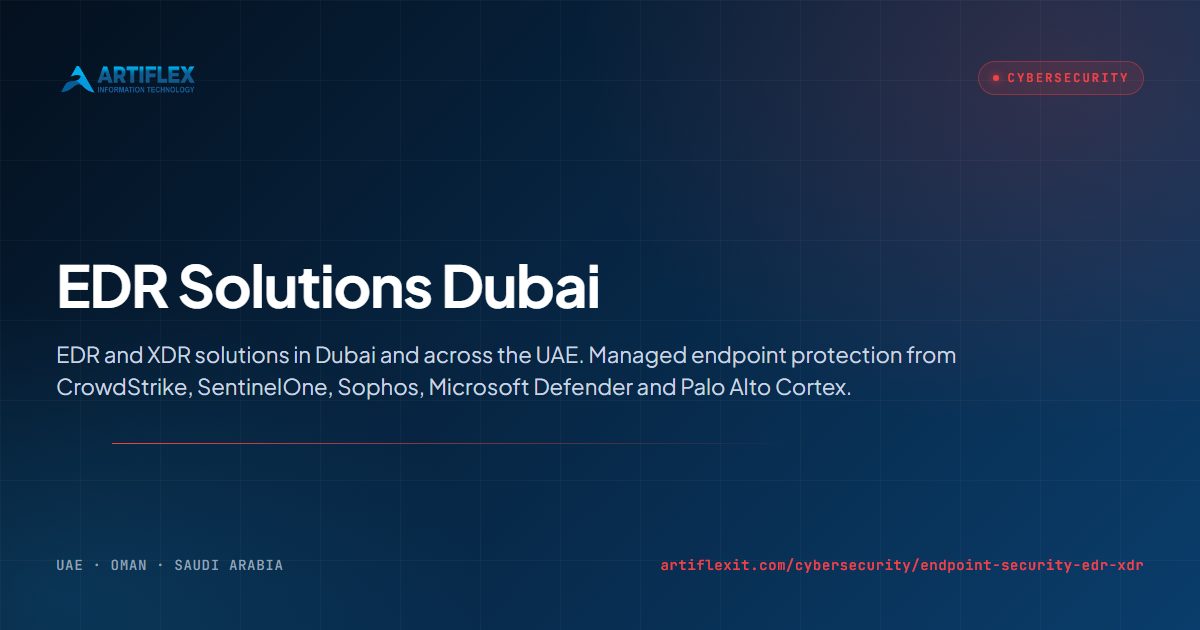 ARTIFLEX
INFORMATION TECHNOLOGY
CYBERSECURITY
EDR Solutions Dubai
EDR and XDR solutions in Dubai and across the UAE. Managed endpoint protection from
CrowdStrike, SentinelOne, Sophos, Microsoft Defender and Palo Alto Cortex.
UAE · OMAN · SAUDI ARABIA
artiflexit.com/cybersecurity/endpoint-security-edr-xdr